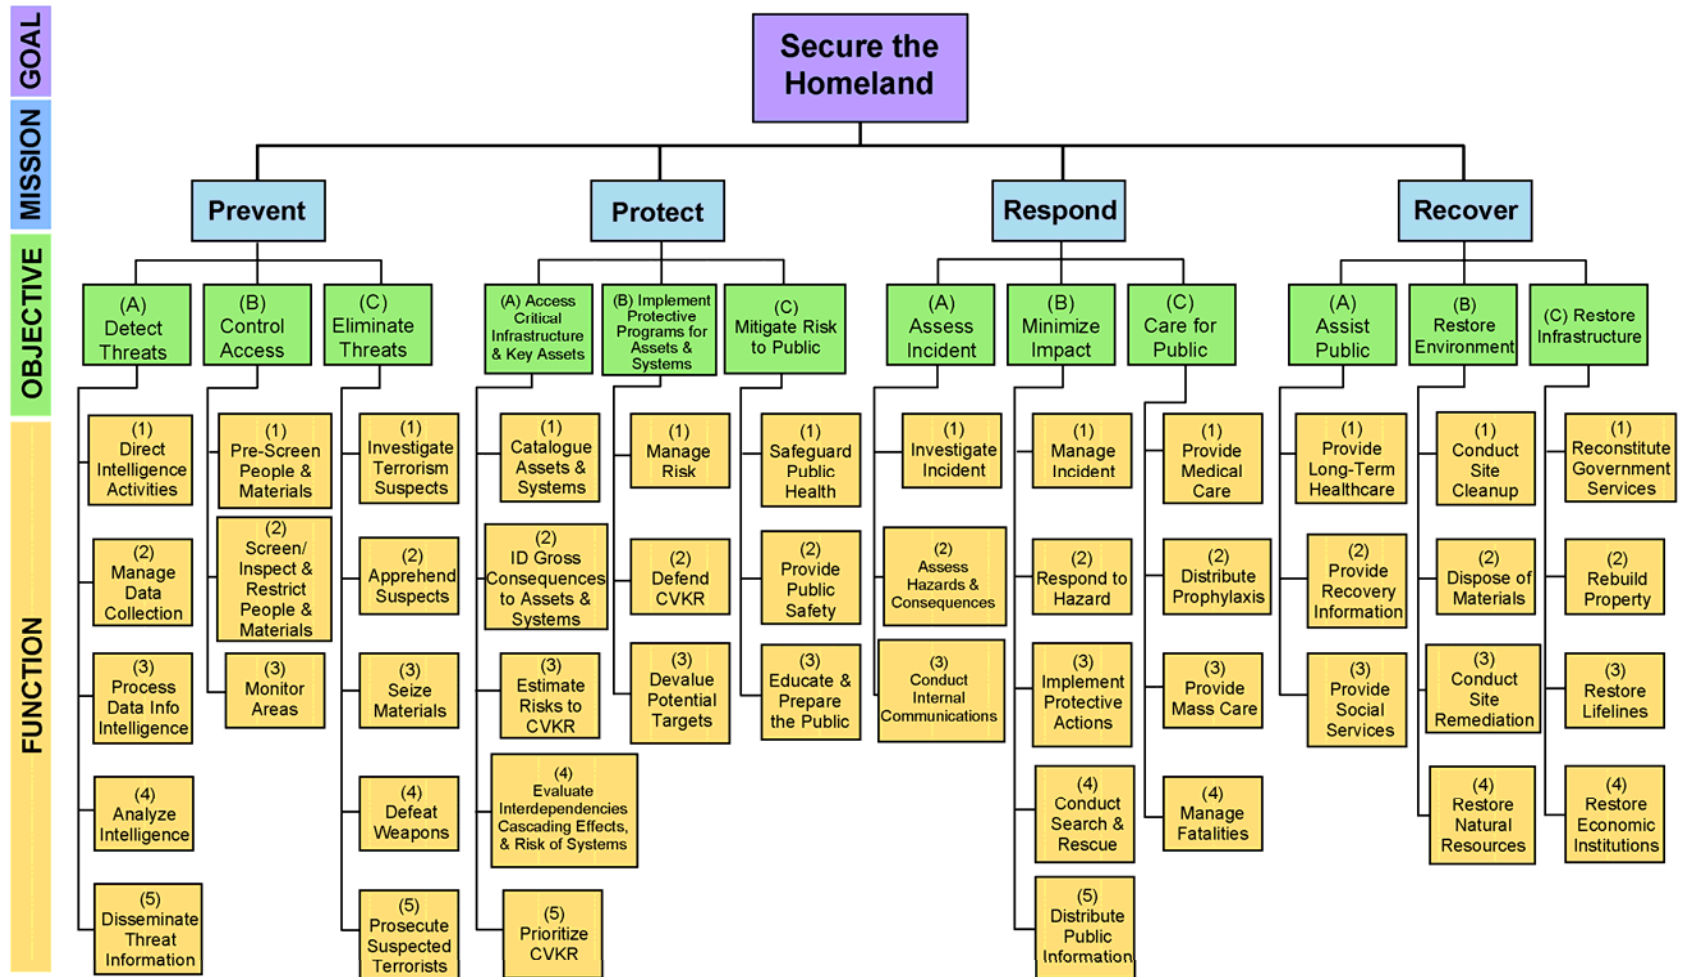 GOAL
MISSION
OBJECTIVE
FUNCTION
Secure the
Homeland
Prevent
Protect
Respond
Recover
(A)
Detect
Threats
(B)
Control
Access
(C)
Eliminate
Threats
(A) Access
Critical
Infrastructure
& Key Assets
(B) Implement
Protective
Programs for
Assets &
Systems
(C)
Mitigate Risk
to Public
(A)
Assess
Incident
(B)
Minimize
Impact
(C)
Care for
Public
(A)
Assist
Public
(B)
Restore
Environment
(C) Restore
Infrastructure
(1)
Direct
Intelligence
Activities
(2)
Manage
Data
Collection
(3)
Process
Data Info
Intelligence
(4)
Analyze
Intelligence
(5)
Disseminate
Threat
Information
(1)
Pre-Screen
People &
Materials
(2)
Screen/
Inspect &
Restrict
People &
Materials
(3)
Monitor
Areas
(1)
Investigate
Terrorism
Suspects
(2)
Apprehend
Suspects
(3)
Seize
Materials
(4)
Defeat
Weapons
(5)
Prosecute
Suspected
Terrorists
(1)
Catalogue
Assets &
Systems
(2)
ID Gross
Consequences
to Assets &
Systems
(3)
Estimate
Risks to
CVKR
(4)
Evaluate
Interdependencies
Cascading Effects,
& Risk of Systems
(5)
Prioritize
CVKR
(1)
Manage
Risk
(2)
Defend
CVKR
(3)
Devalue
Potential
Targets
(1)
Safeguard
Public
Health
(2)
Provide
Public
Safety
(3)
Educate &
Prepare
the Public
(1)
Investigate
Incident
(2)
Assess
Hazards &
Consequences
(3)
Conduct
Internal
Communications
(1)
Manage
Incident
(2)
Respond to
Hazard
(3)
Implement
Protective
Actions
(4)
Conduct
Search &
Rescue
(5)
Distribute
Public
Information
(1)
Provide
Medical
Care
(2)
Distribute
Prophylaxis
(3)
Provide
Mass Care
(4)
Manage
Fatalities
(1)
Provide
Long-Term
Healthcare
(2)
Provide
Recovery
Information
(3)
Provide
Social
Services
(1)
Conduct
Site
Cleanup
(2)
Dispose of
Materials
(3)
Conduct
Site
Remediation
(4)
Restore
Natural
Resources
(1)
Reconstitute
Government
Services
(2)
Rebuild
Property
(3)
Restore
Lifelines
(4)
Restore
Economic
Institutions